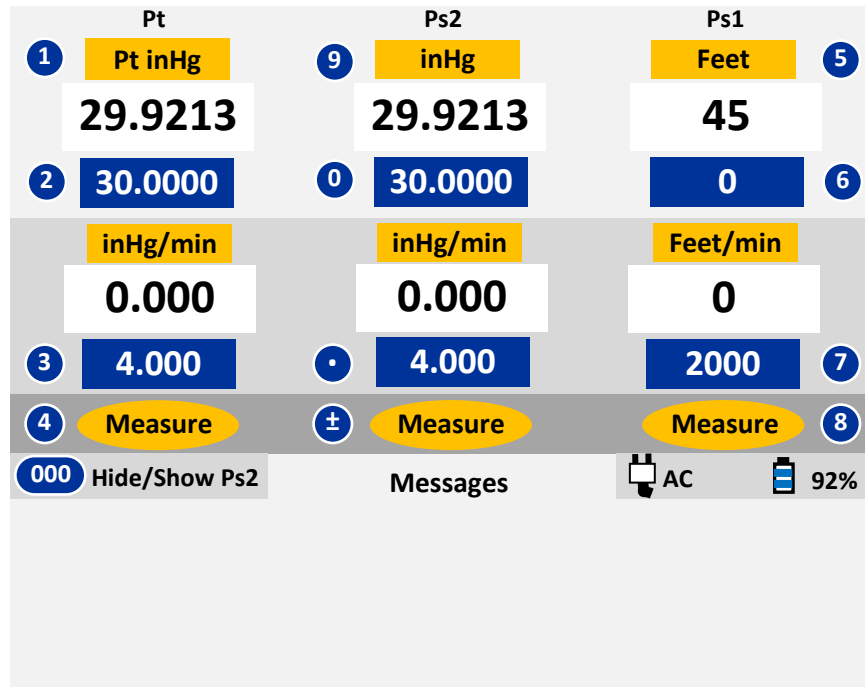 Pt Ps2 Ps1
1 Pt inHg 9 inHg Feet 5
29.9213 29.9213 45
2 30.0000 0 30.0000 0 6
inHg/min inHg/min Feet/min
0.000 0.000 0
3 4.000 • 4.000 2000 7
4 Measure ± Measure Measure 8
000 Hide/Show Ps2 Messages AC 92%